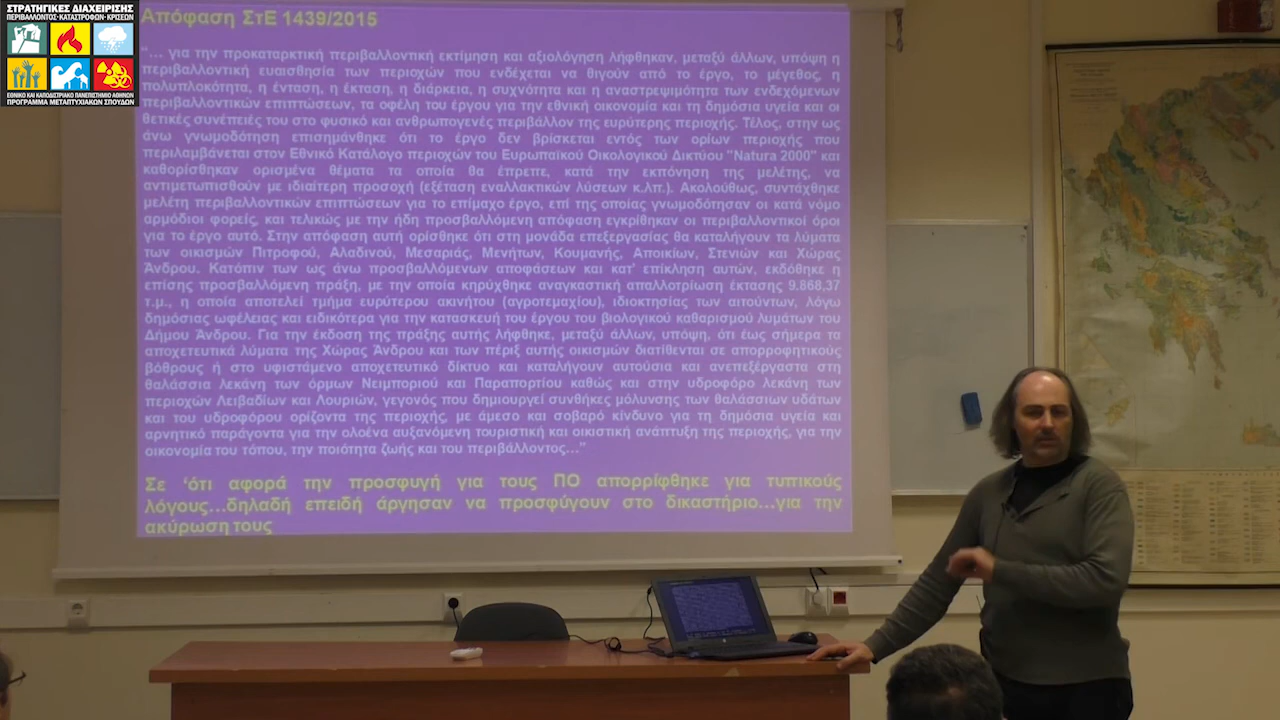 ΣΤΡΑΤΗΓΙΚΕΣ ΔΙΑΧΕΙΡΙΣΗΣ
ΠΕΡΙΒΑΛΛΟΝΤΟΣ·ΚΑΤΑΣΤΡΟΦΩΝ·ΚΡΙΣΕΩΝ
ΕΘΝΙΚΟ ΚΑΙ ΚΑΠΟΔΙΣΤΡΙΑΚΟ ΠΑΝΕΠΙΣΤΗΜΙΟ ΑΘΗΝΩΝ
ΠΡΟΓΡΑΜΜΑ ΜΕΤΑΠΤΥΧΙΑΚΩΝ ΣΠΟΥΔΩΝ
Απόφαση ΣτΕ 1439/2015
"… για την προκαταρκτική περιβαλλοντική εκτίμηση και αξιολόγηση λήφθηκαν, μεταξύ άλλων, υπόψη η
περιβαλλοντική ευαισθησία των περιοχών που ενδέχεται να θιγούν από το έργο, το μέγεθος, η
πολυπλοκότητα, η ένταση, η έκταση, η διάρκεια, η συχνότητα και η αναστρεψιμότητα των ενδεχόμενων
περιβαλλοντικών επιπτώσεων, τα οφέλη του έργου για την εθνική οικονομία και τη δημόσια υγεία και οι
θετικές συνέπειές του στο φυσικό και ανθρωπογενές περιβάλλον της ευρύτερης περιοχής. Τέλος, στην ως
άνω γνωμοδότηση επισημάνθηκε ότι το έργο δεν βρίσκεται εντός των ορίων περιοχής που
περιλαμβάνεται στον Εθνικό Κατάλογο περιοχών του Ευρωπαϊκού Οικολογικού Δικτύου "Natura 2000" και
καθορίσθηκαν ορισμένα θέματα τα οποία θα έπρεπε, κατά την εκπόνηση της μελέτης, να
αντιμετωπισθούν με ιδιαίτερη προσοχή (εξέταση εναλλακτικών λύσεων κ.λπ.). Ακολούθως, συντάχθηκε
μελέτη περιβαλλοντικών επιπτώσεων για το επίμαχο έργο, επί της οποίας γνωμοδότησαν οι κατά νόμο
αρμόδιοι φορείς, και τελικώς με την ήδη προσβαλλόμενη απόφαση εγκρίθηκαν οι περιβαλλοντικοί όροι
για το έργο αυτό. Στην απόφαση αυτή ορίσθηκε ότι στη μονάδα επεξεργασίας θα καταλήγουν τα λύματα
των οικισμών Πιτροφού, Αλαδινού, Μεσαριάς, Μενήτων, Κουμανής, Αποικίων, Στενιών και Χώρας
Άνδρου. Κατόπιν των ως άνω προσβαλλόμενων αποφάσεων και κατ' επίκληση αυτών, εκδόθηκε η
επίσης προσβαλλόμενη πράξη, με την οποία κηρύχθηκε αναγκαστική απαλλοτρίωση έκτασης 9.868,37
τ.μ., η οποία αποτελεί τμήμα ευρύτερου ακινήτου (αγροτεμαχίου), ιδιοκτησίας των αιτούντων, λόγω
δημόσιας ωφέλειας και ειδικότερα για την κατασκευή του έργου του βιολογικού καθαρισμού λυμάτων του
Δήμου Άνδρου. Για την έκδοση της πράξης αυτής λήφθηκε, μεταξύ άλλων, υπόψη, ότι έως σήμερα τα
αποχετευτικά λύματα της Χώρας Άνδρου και των πέριξ αυτής οικισμών διατίθενται σε απορροφητικούς
βόθρους ή στο υφιστάμενο αποχετευτικό δίκτυο και καταλήγουν αυτούσια και ανεπεξέργαστα στη
θαλάσσια λεκάνη των όρμων Νειμποριού και Παραπορτίου καθώς και στην υδροφόρο λεκάνη των
περιοχών Λειβαδίων και Λουριών, γεγονός που δημιουργεί συνθήκες μόλυνσης των θαλάσσιων υδάτων
και του υδροφόρου ορίζοντα της περιοχής, με άμεσο και σοβαρό κίνδυνο για τη δημόσια υγεία και
αρνητικό παράγοντα για την ολοένα αυξανόμενη τουριστική και οικιστική ανάπτυξη της περιοχής, για την
οικονομία του τόπου, την ποιότητα ζωής και του περιβάλλοντος…"
Σε 'ότι αφορά την προσφυγή για τους ΠΟ απορρίφθηκε για τυπικούς
λόγους…δηλαδή επειδή άργησαν να προσφύγουν στο δικαστήριο…για την
ακύρωση τους